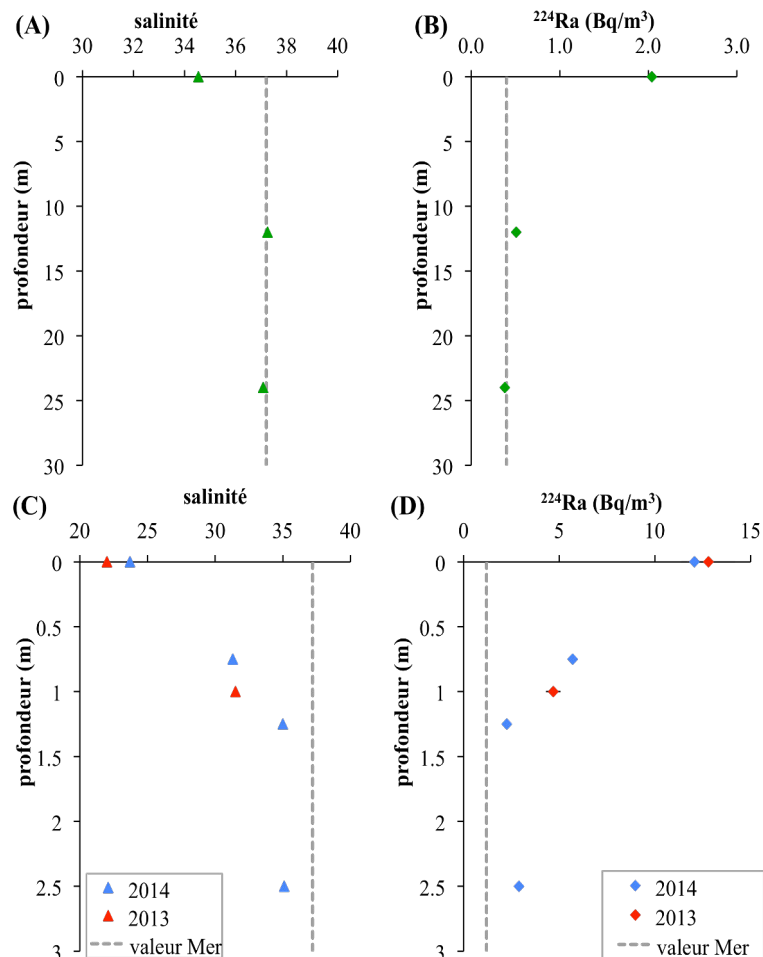 (A)
salinité
30 32 34 36 38 40
profondeur (m)
0
5
10
15
20
25
30
(B)
²²⁴Ra (Bq/m³)
0.0 1.0 2.0 3.0
profondeur (m)
0
5
10
15
20
25
30
(C)
salinité
20 25 30 35 40
profondeur (m)
0
0.5
1
1.5
2
2.5
3
2014
2013
valeur Mer
(D)
²²⁴Ra (Bq/m³)
0 5 10 15
profondeur (m)
0
0.5
1
1.5
2
2.5
3
2014
2013
valeur Mer